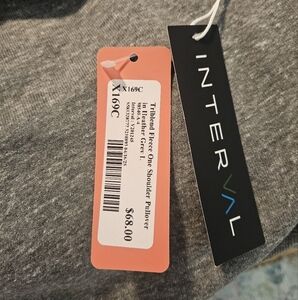 X169C
X169C
Triblend Fleece One Shoulder Pullover
in Heather Grey L
$68.00
INTERVAL